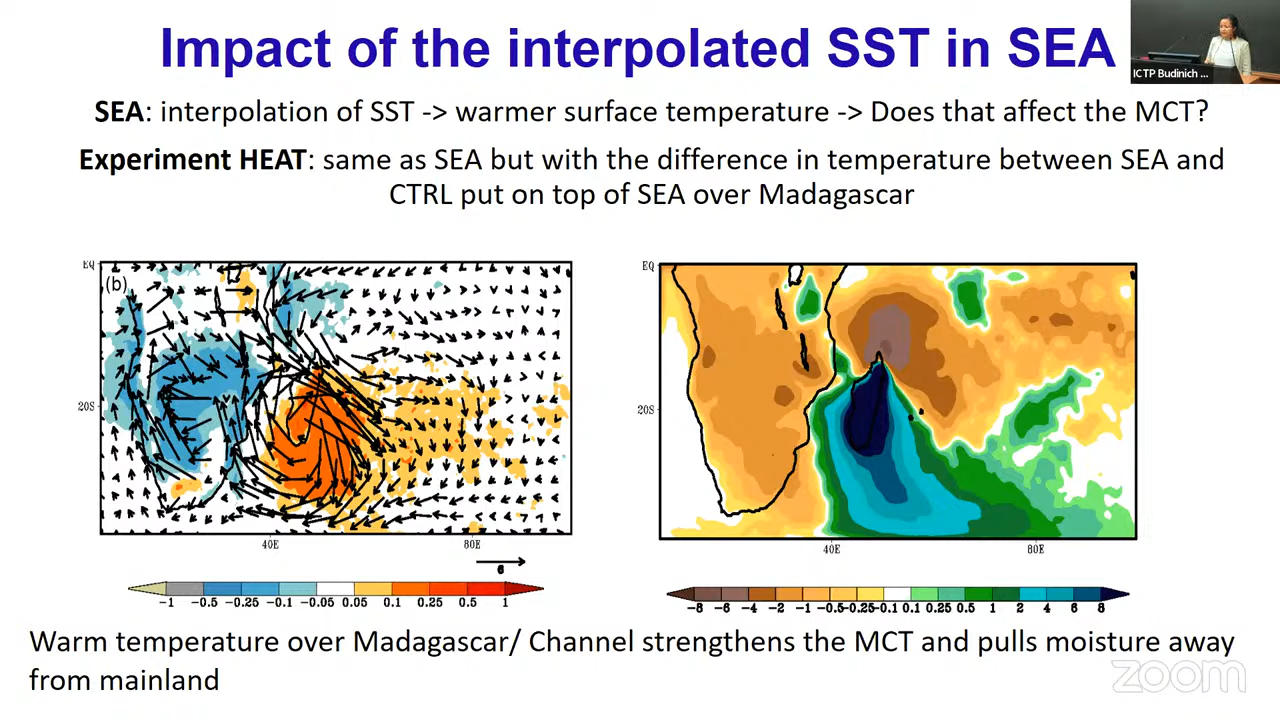 Impact of the interpolated SST in SEA
ICTP Budinich ...
SEA: interpolation of SST -> warmer surface temperature -> Does that affect the MCT?
Experiment HEAT: same as SEA but with the difference in temperature between SEA and
CTRL put on top of SEA over Madagascar
EQ
(b)
20S
40E
80E
6
-1 -0.5 -0.25 -0.1 -0.05 0.05 0.1 0.25 0.5 1
EQ
20S
40E
80E
-8 -6 -4 -2 -1 -0.5 -0.25 -0.1 0.1 0.25 0.5 1 2 4 6 8
Warm temperature over Madagascar/ Channel strengthens the MCT and pulls moisture away
from mainland
zoom